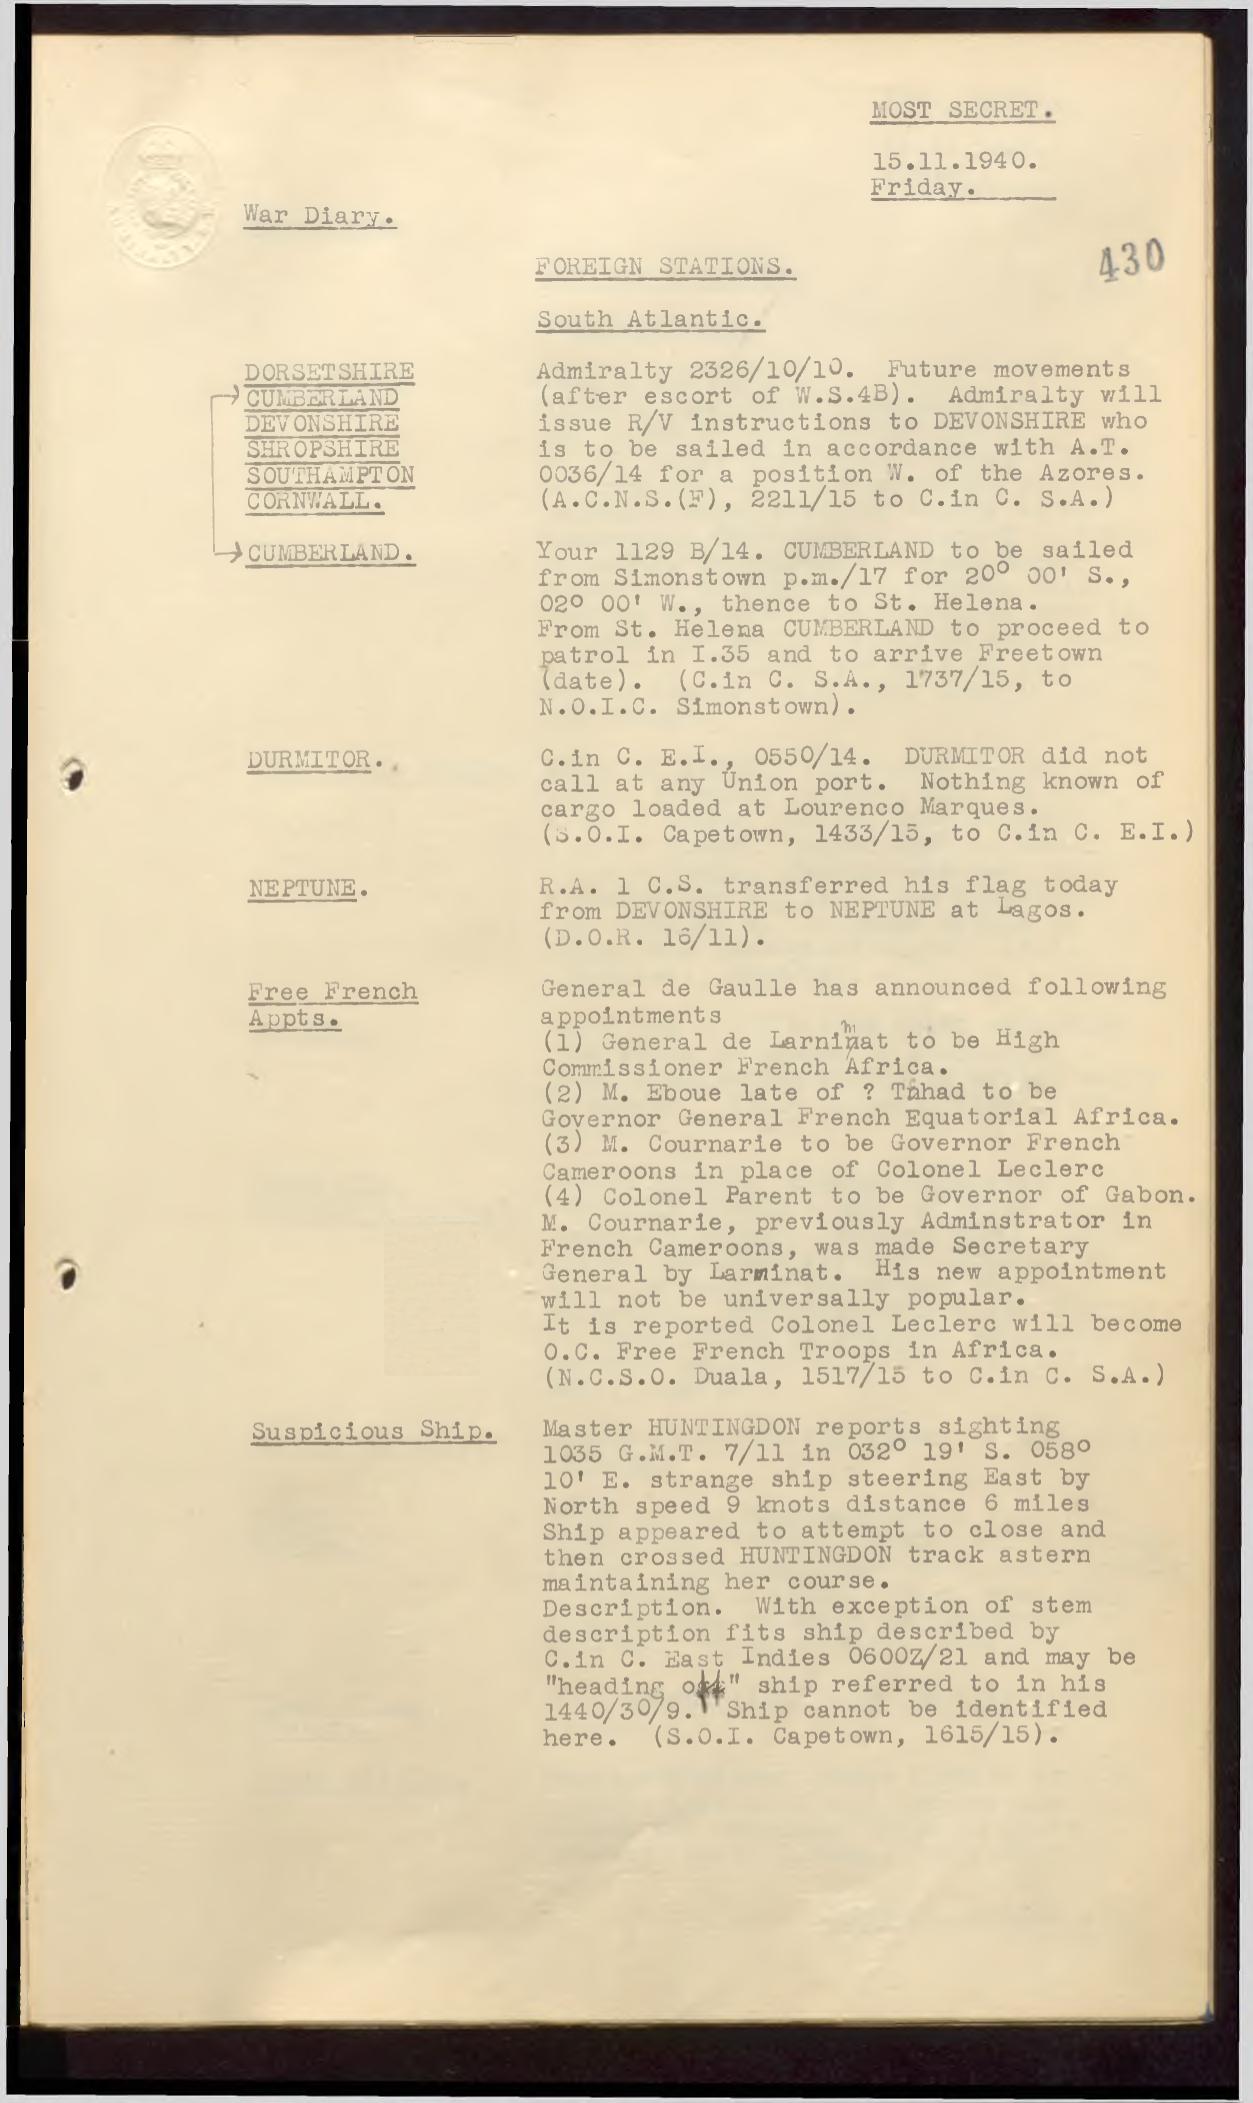 MOST SECRET.
15.11.1940.
Friday.
War Diary.
430
FOREIGN STATIONS.
South Atlantic.
DORSETSHIRE
CUMBERLAND
DEVONSHIRE
SHROPSHIRE
SOUTHAMPTON
CORNWALL.
Admiralty 2326/10/10. Future movements
(after escort of W.S.4B). Admiralty will
issue R/V instructions to DEVONSHIRE who
is to be sailed in accordance with A.T.
0036/14 for a position W. of the Azores.
(A.C.N.S.(F), 2211/15 to C.in C. S.A.)
CUMBERLAND.
Your 1129 B/14. CUMBERLAND to be sailed
from Simonstown p.m./17 for 20° 00' S.,
02° 00' W., thence to St. Helena.
From St. Helena CUMBERLAND to proceed to
patrol in I.35 and to arrive Freetown
(date). (C.in C. S.A., 1737/15, to
N.O.I.C. Simonstown).
DURMITOR.
C.in C. E.I., 0550/14. DURMITOR did not
call at any Union port. Nothing known of
cargo loaded at Lourenco Marques.
(S.O.I. Capetown, 1433/15, to C.in C. E.I.)
NEPTUNE.
R.A. 1 C.S. transferred his flag today
from DEVONSHIRE to NEPTUNE at Lagos.
(D.O.R. 16/11).
Free French
Appts.
General de Gaulle has announced following
appointments
(1) General de Larminat to be High
Commissioner French Africa.
(2) M. Eboue late of ? Tchad to be
Governor General French Equatorial Africa.
(3) M. Cournarie to be Governor French
Cameroons in place of Colonel Leclerc
(4) Colonel Parent to be Governor of Gabon.
M. Cournarie, previously Adminstrator in
French Cameroons, was made Secretary
General by Larminat. His new appointment
will not be universally popular.
It is reported Colonel Leclerc will become
O.C. Free French Troops in Africa.
(N.C.S.O. Duala, 1517/15 to C.in C. S.A.)
Suspicious Ship.
Master HUNTINGDON reports sighting
1035 G.M.T. 7/11 in 032° 19' S. 058°
10' E. strange ship steering East by
North speed 9 knots distance 6 miles
Ship appeared to attempt to close and
then crossed HUNTINGDON track astern
maintaining her course.
Description. With exception of stem
description fits ship described by
C.in C. East Indies 0600Z/21 and may be
"heading off" ship referred to in his
1440/30/9. Ship cannot be identified
here. (S.O.I. Capetown, 1615/15).